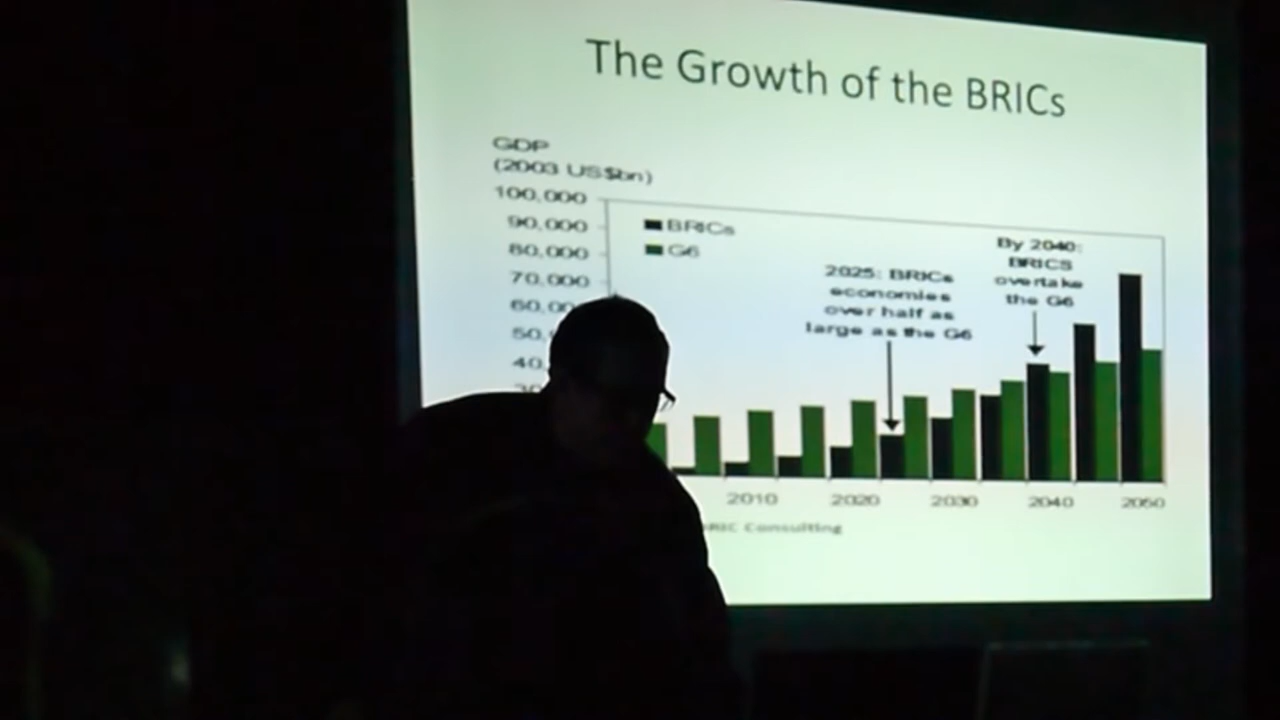 The Growth of the BRICs
GDP
(2003 US$bn)
100,000
90,000
80,000
70,000
BRICs
G6
2025: BRICs
economies
over half as
large as the G6
By 2040:
BRICS
overtake
the G6
2010 2020 2030 2040 2050
Consulting